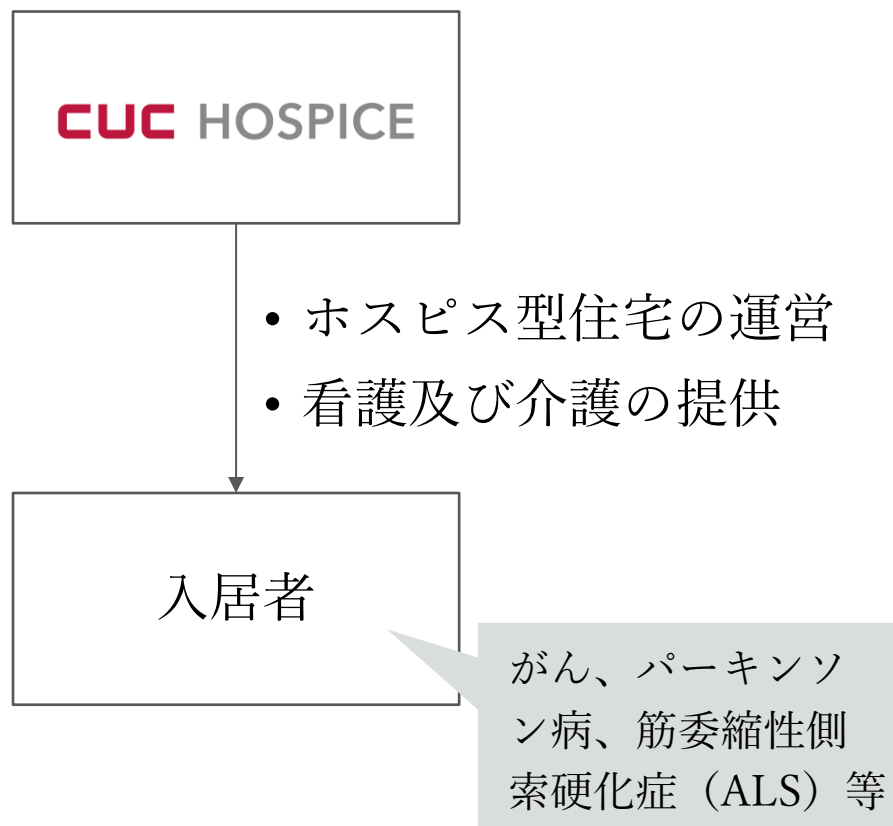 CUC HOSPICE
• ホスピス型住宅の運営
• 看護及び介護の提供
入居者
がん、パーキンソ
ン病、筋委縮性側
索硬化症（ALS）等